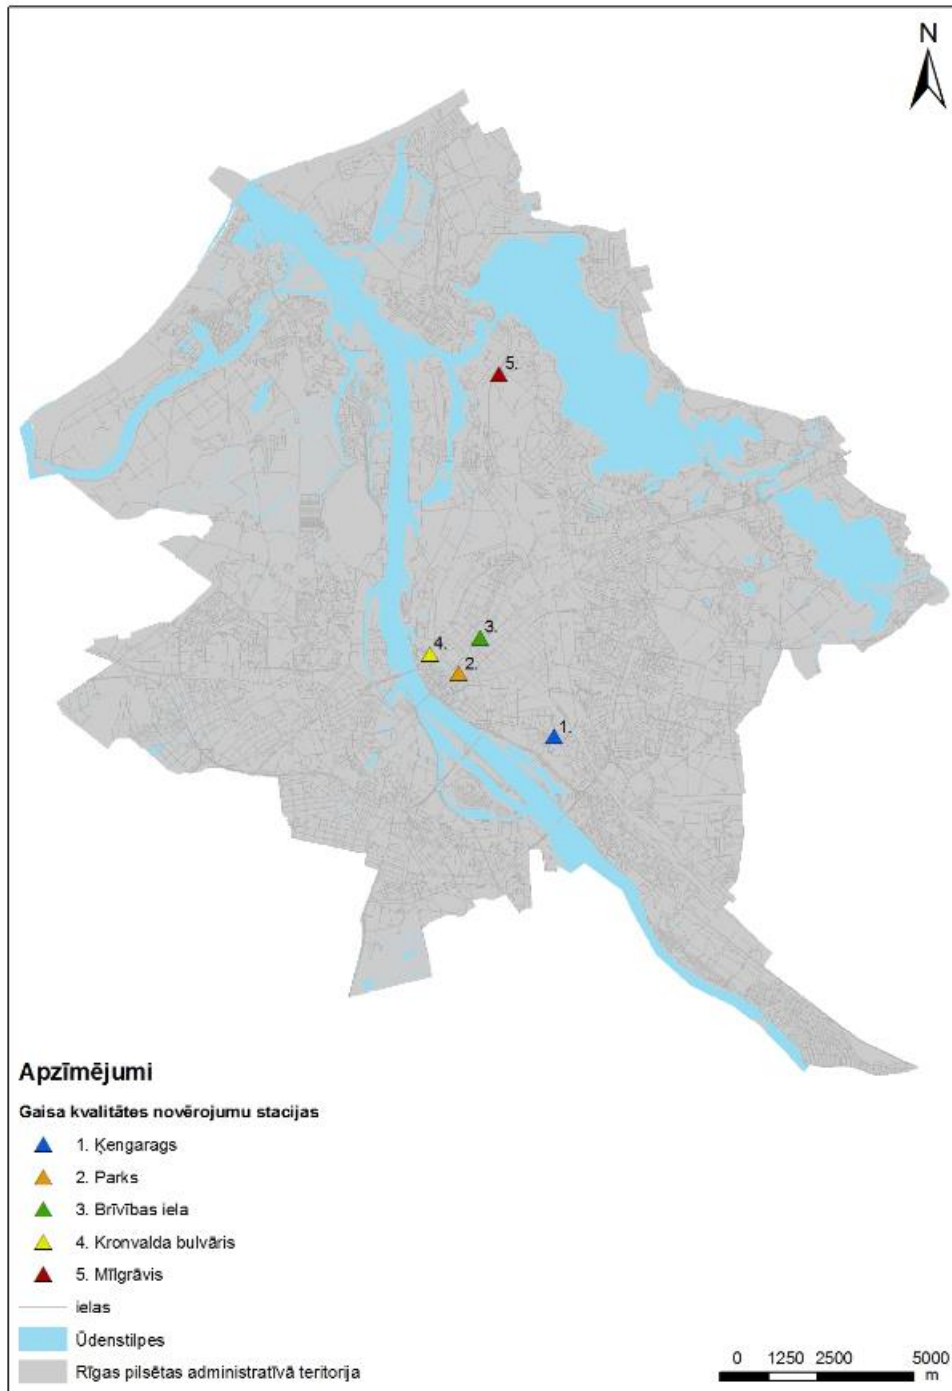 N
5.
3.
4.
2.
1.
Apzīmējumi
Gaisa kvalitātes novērojumu stacijas
1. Ķengarags
2. Parks
3. Brīvības iela
4. Kronvalda bulvāris
5. Mīlgrāvis
ielas
Ūdenstilpes
Rīgas pilsētas administratīvā teritorija
0 1250 2500 5000
m